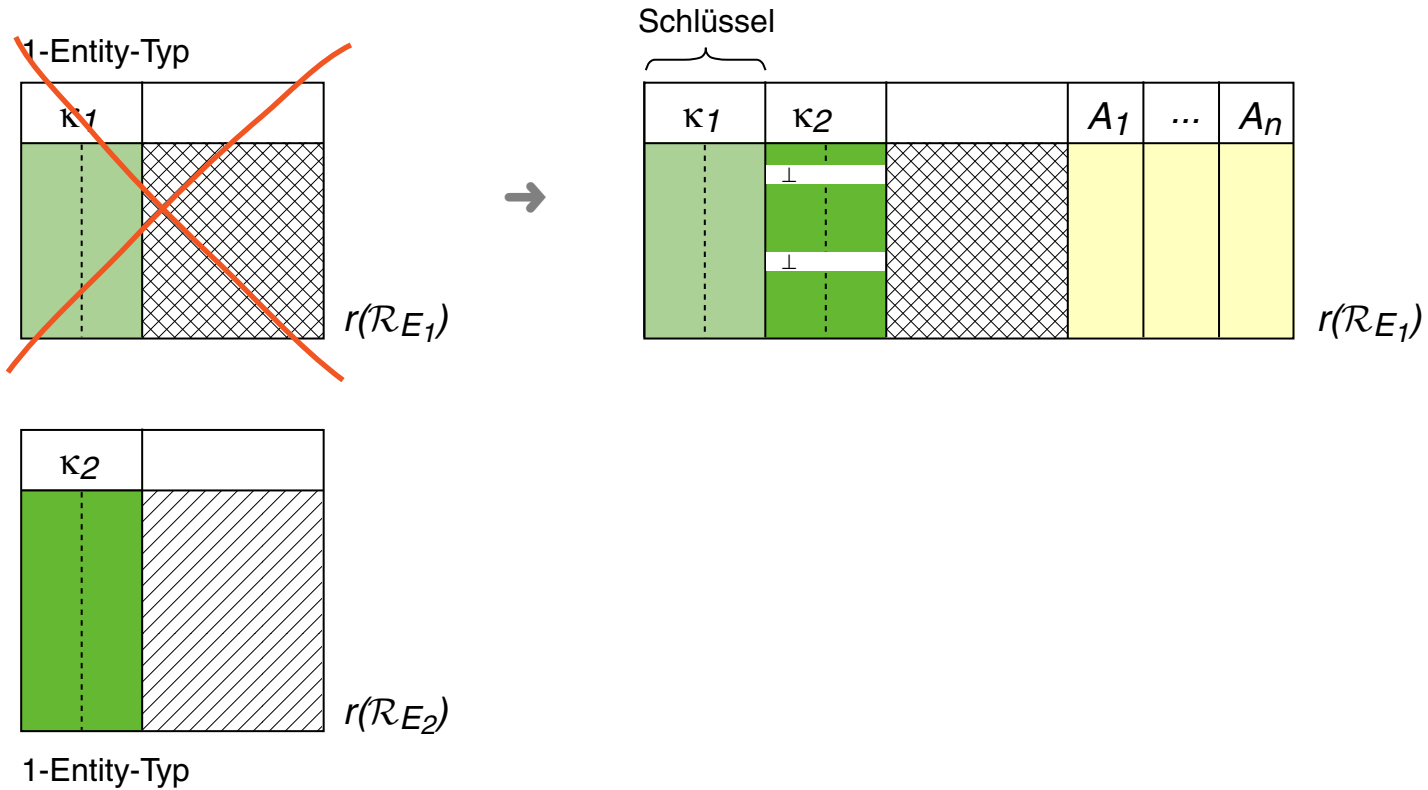 Schlüssel
1-Entity-Typ
κ1
κ1 κ2 A1 ... An
⊥
⊥
r(ℛE1)
r(ℛE1)
κ2
r(ℛE2)
1-Entity-Typ